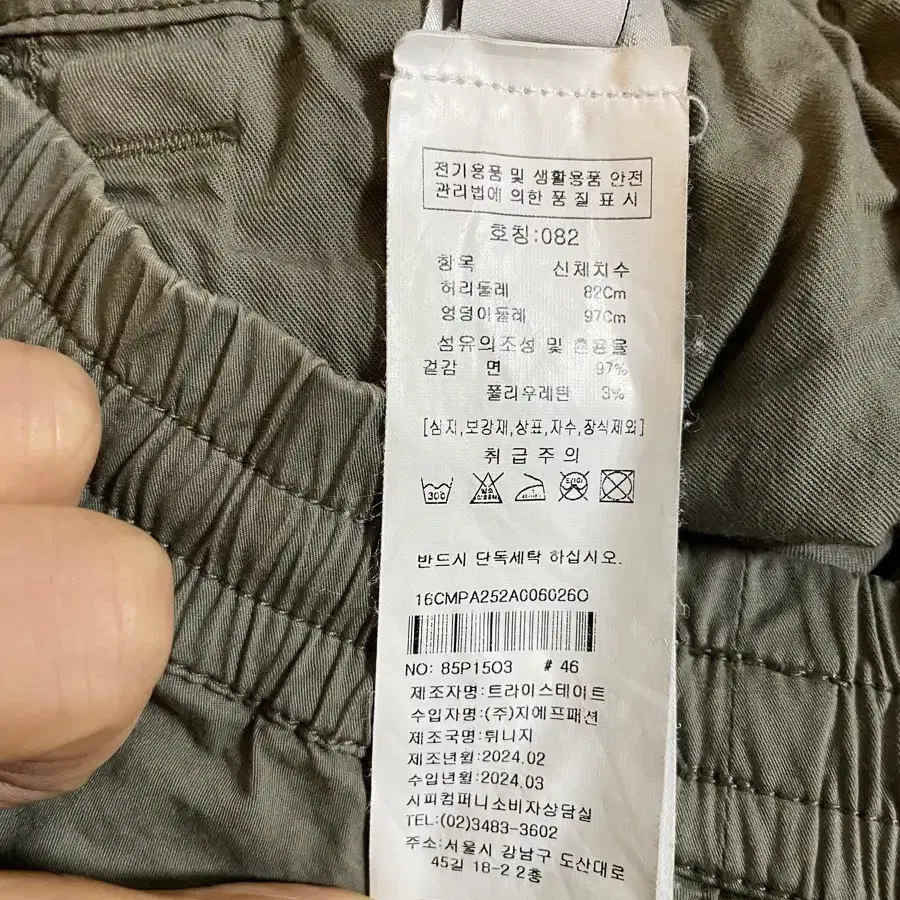 전기용품 및 생활용품 안전
관리법에 의한 품 질 표 시
호칭:082
항목 신체치수
허리둘레 82Cm
엉덩이둘레 97Cm
섬유의조성 및 혼용율
겉감 면 97%
폴리우레탄 3%
[심지,보강재,상표,자수,장식제외]
취 급 주 의
30℃
반드시 단독세탁 하십시오.
16CMPA252A006026O
NO: 85P15O3 # 46
제조자명:트라이스테이트
수입자명:(주)지에프패션
제조국명:튀니지
제조년월:2024.02
수입년월:2024.03
시피컴퍼니소비자상담실
TEL:(02)3483-3602
주소:서울시 강남구 도산대로
45길 18-2 2층